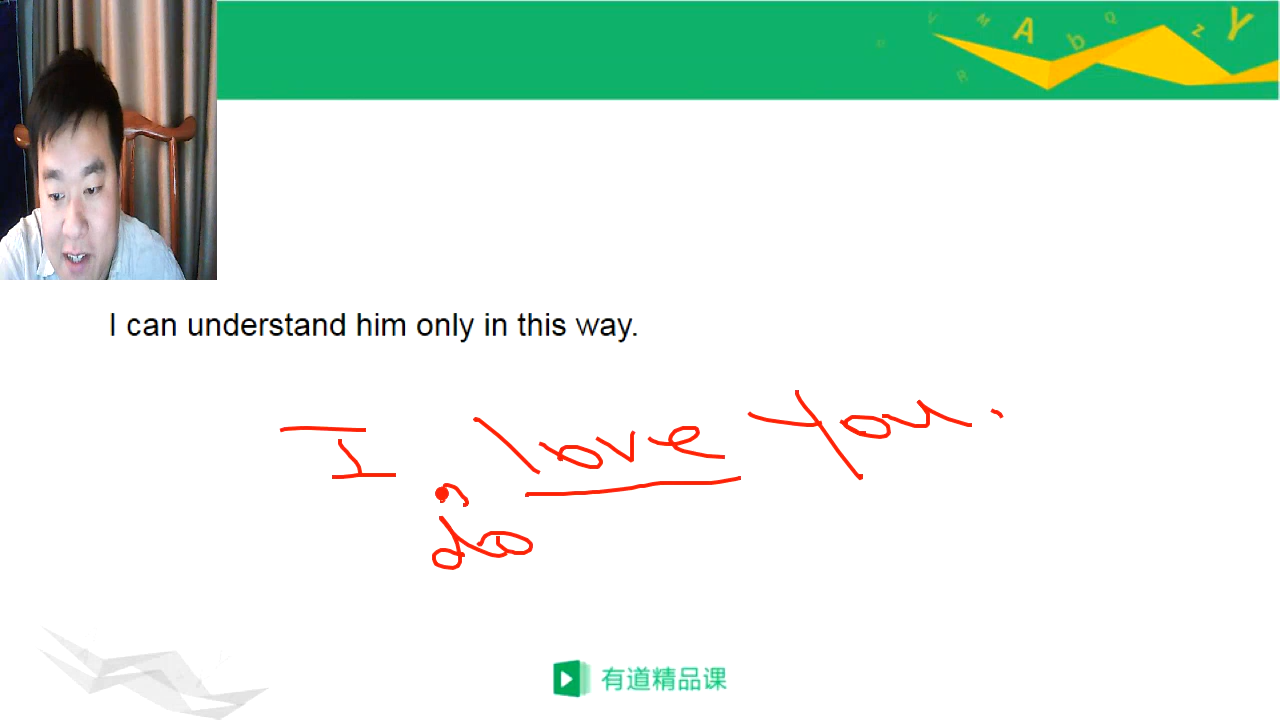 A
b
Q
z
Y
V
M
R
I can understand him only in this way.
I love you.
do
有道精品课